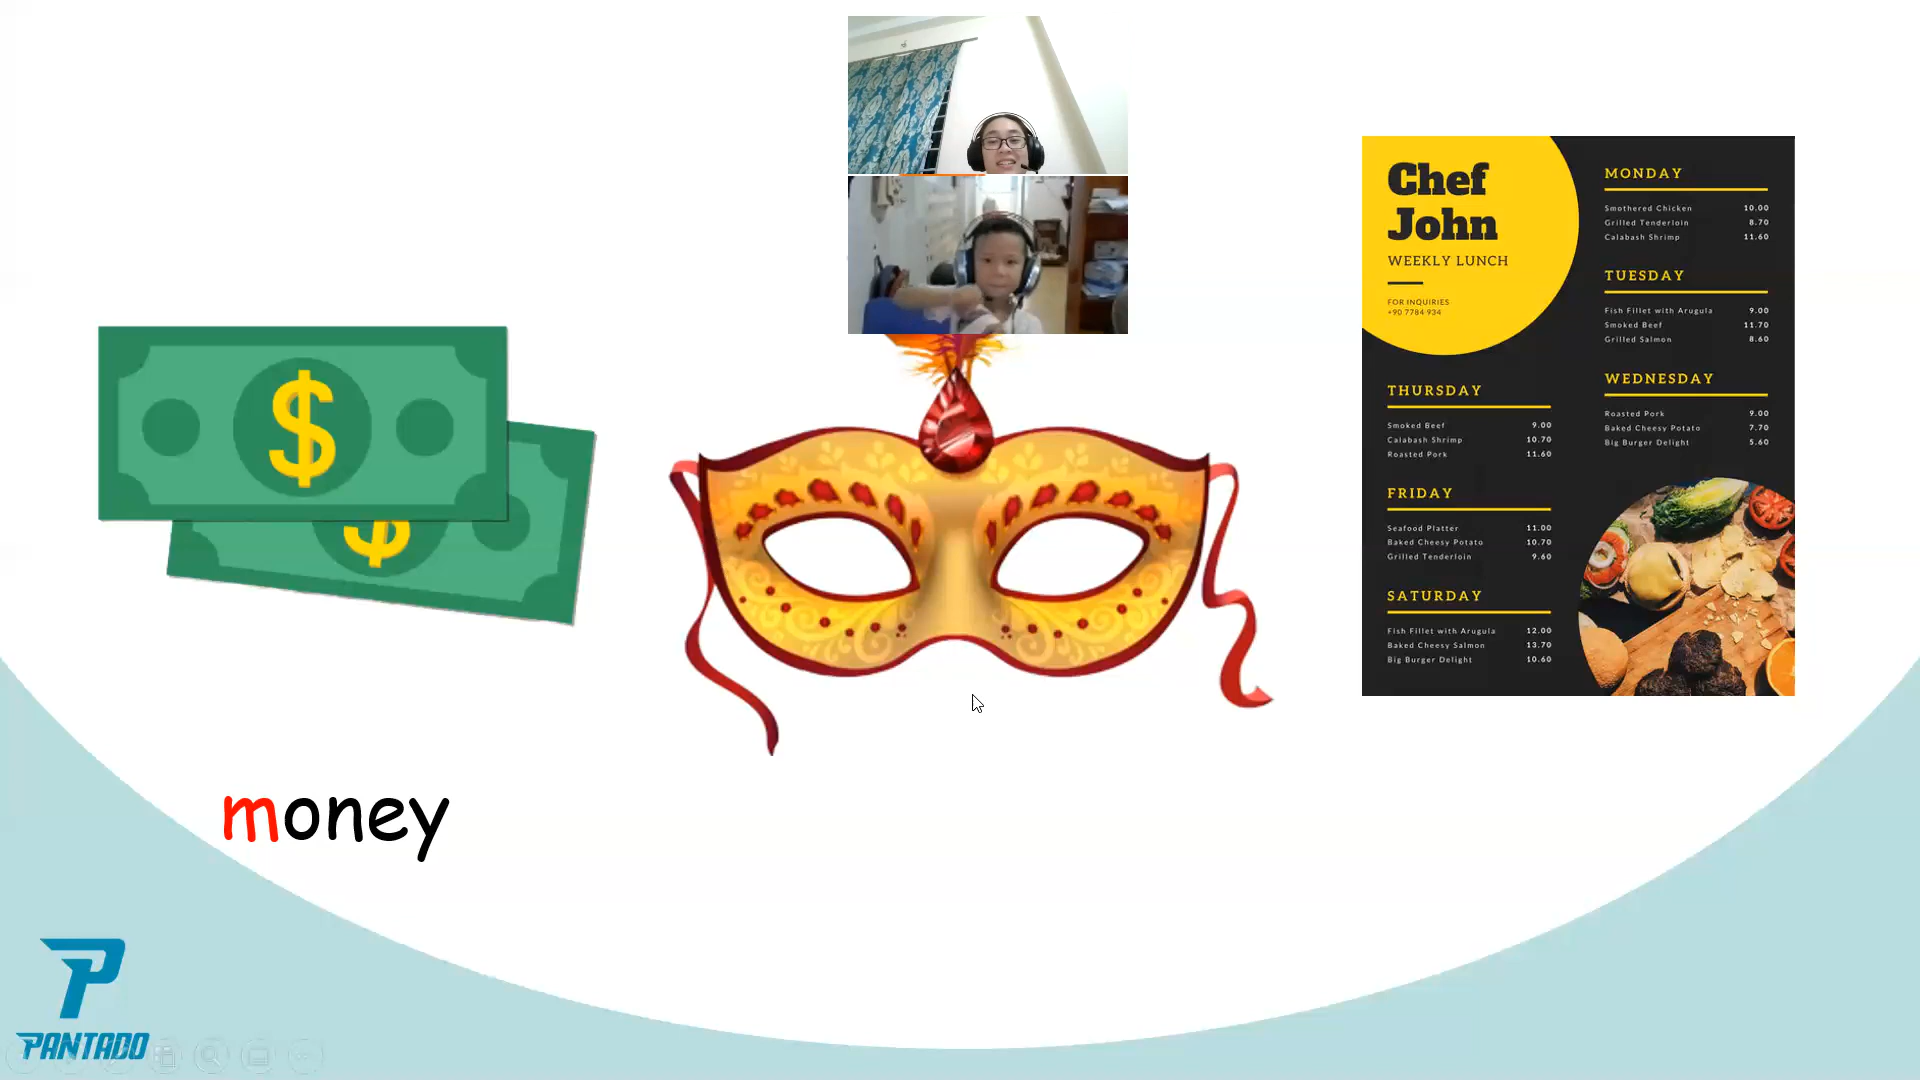 $
$
money
Chef
John
WEEKLY LUNCH
FOR INQUIRIES
+90 7784 934
MONDAY
Smothered Chicken 10.00
Grilled Tenderloin 8.70
Calabash Shrimp 11.60
TUESDAY
Fish Fillet with Arugula 9.00
Smoked Beef 11.70
Grilled Salmon 8.60
WEDNESDAY
Roasted Pork 9.00
Baked Cheesy Potato 7.70
Big Burger Delight 5.60
THURSDAY
Smoked Beef 9.00
Calabash Shrimp 10.70
Roasted Pork 11.60
FRIDAY
Seafood Platter 11.00
Baked Cheesy Potato 10.70
Grilled Tenderloin 9.60
SATURDAY
Fish Fillet with Arugula 12.00
Baked Cheesy Salmon 13.70
Big Burger Delight 10.60
PANTADO